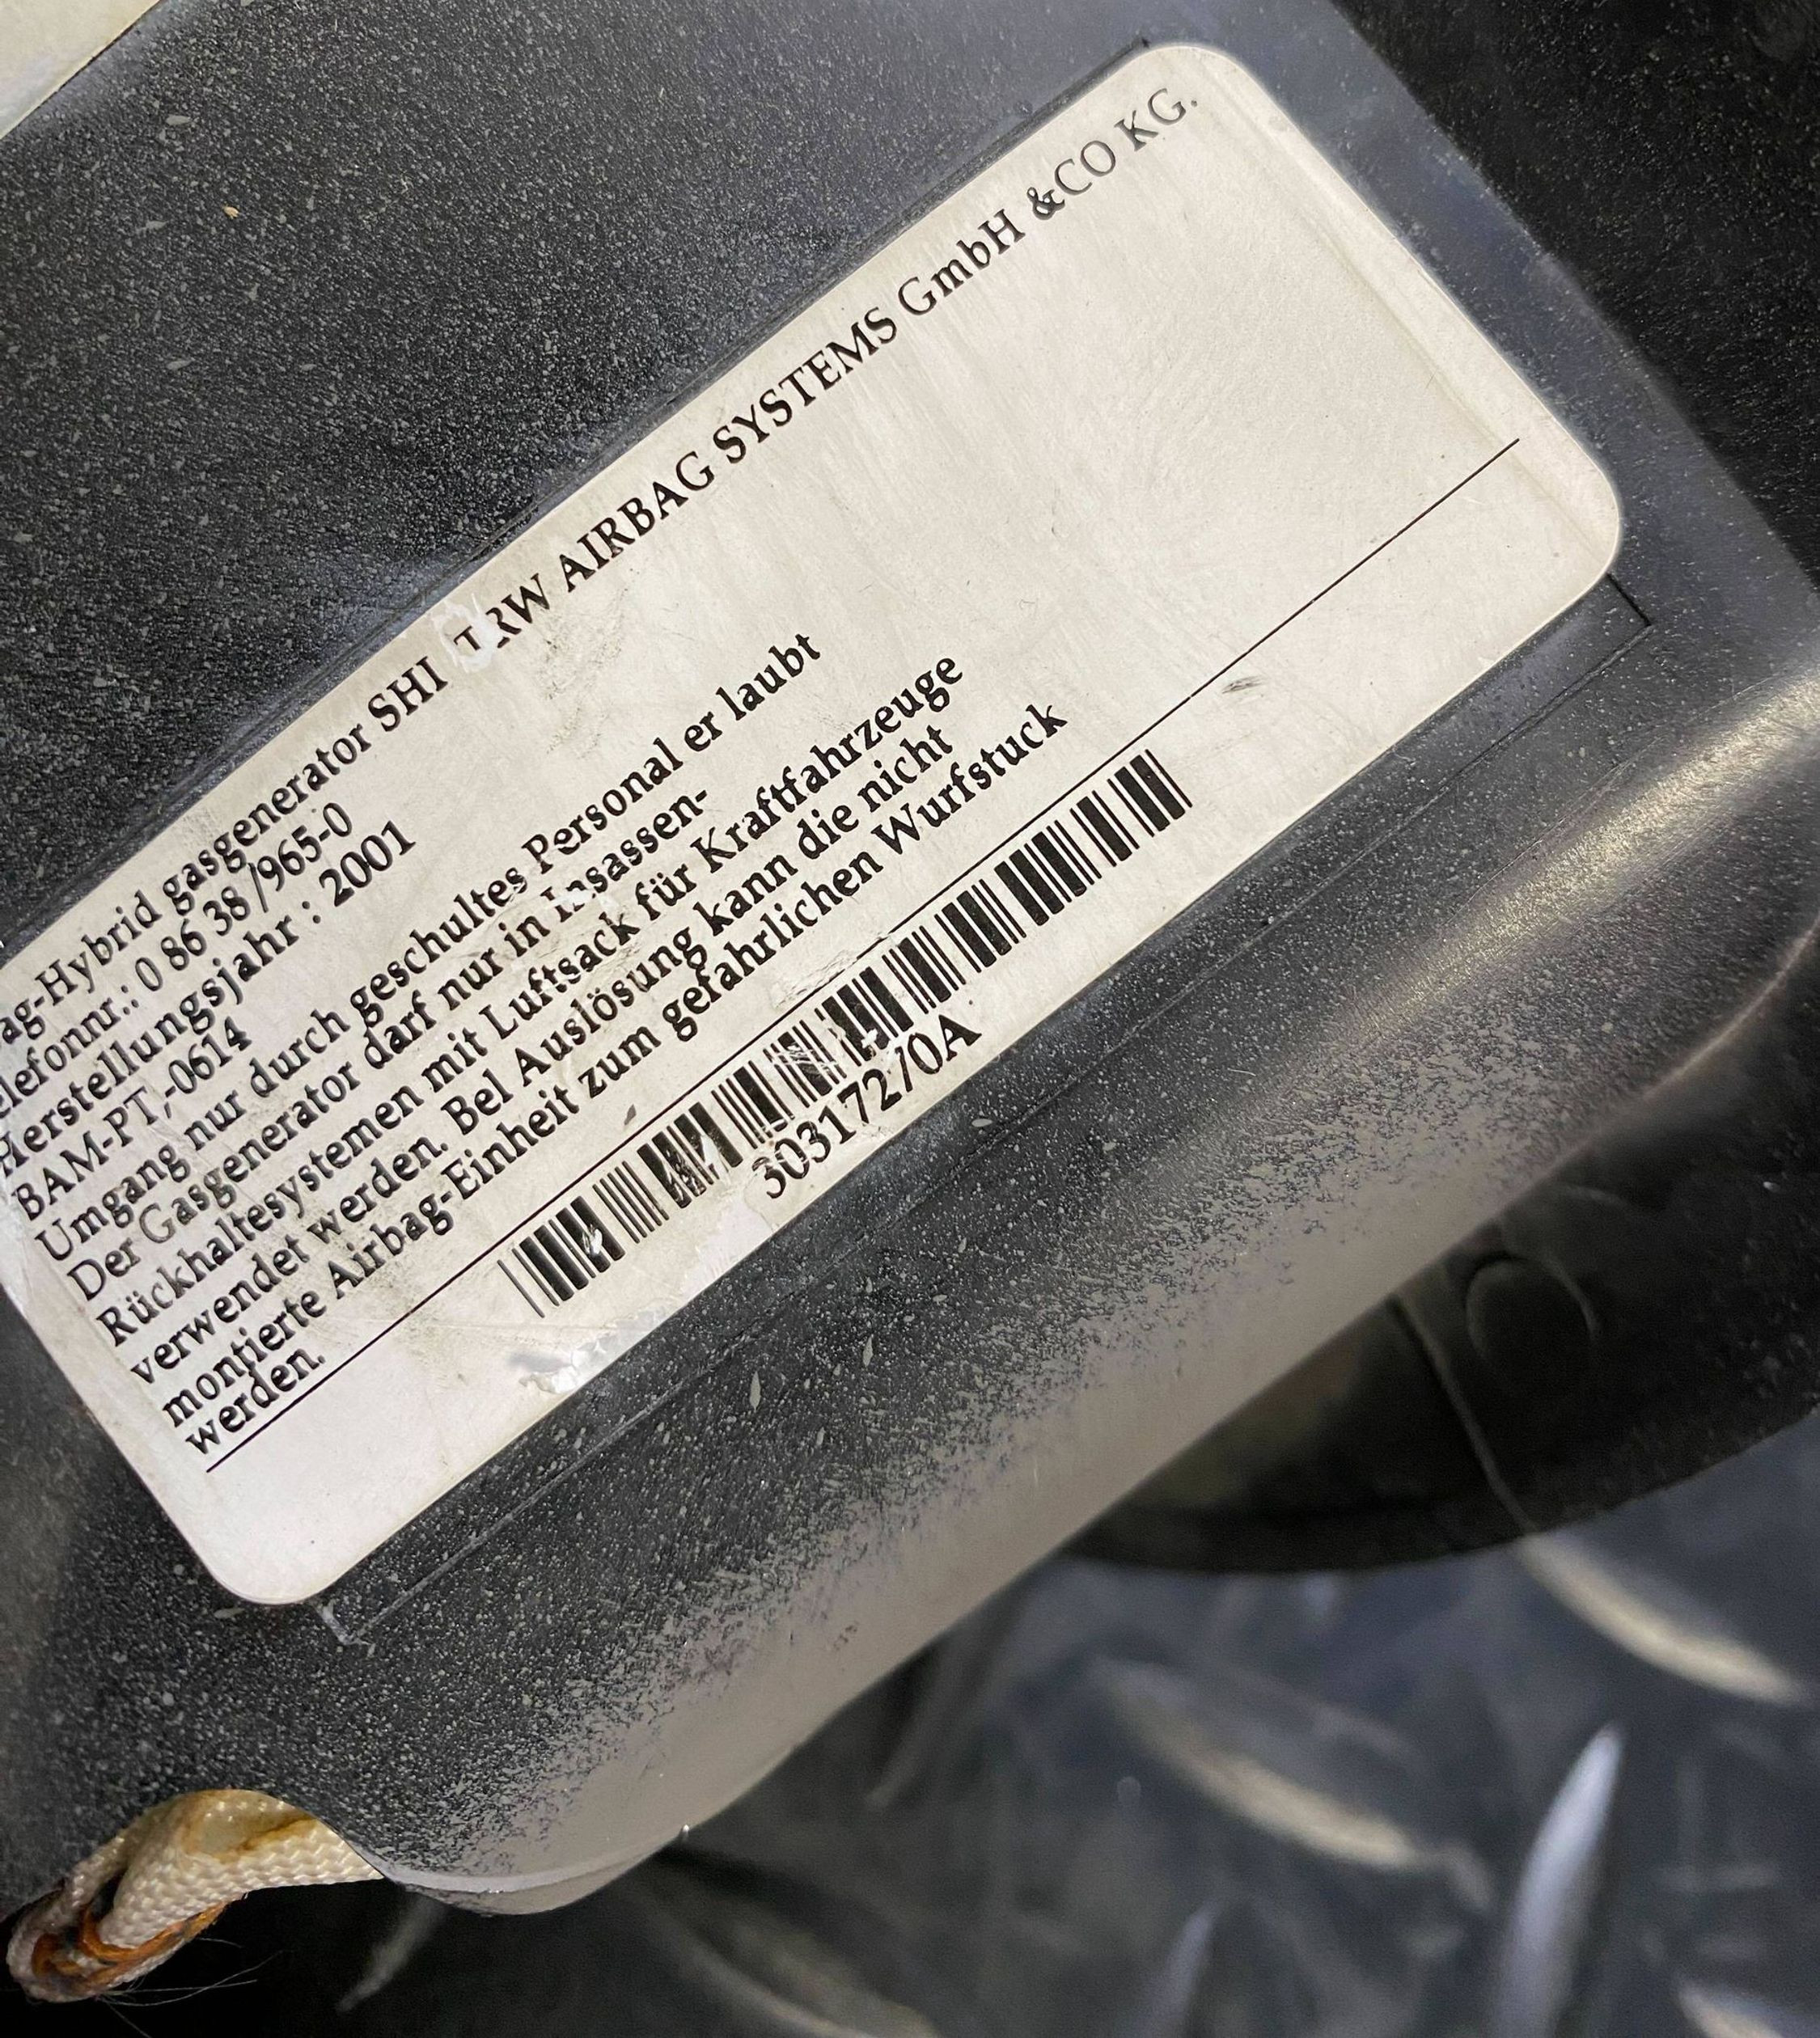 ag-Hybrid gasgenerator SHI TRW AIRBAG SYSTEMS GmbH &CO KG.
elefonnr.: 0 86 38 /965-0
Herstellungsjahr : 2001
BAM-PT,-0614
Umgang nur durch geschultes Personal er laubt
Der Gasgenerator darf nur in Insassen-
Rückhaltesystemen mit Luftsack für Kraftfahrzeuge
verwendet werden. Bel Auslösung kann die nicht
montierte Airbag-Einheit zum gefahrlichen Wurfstuck
werden.